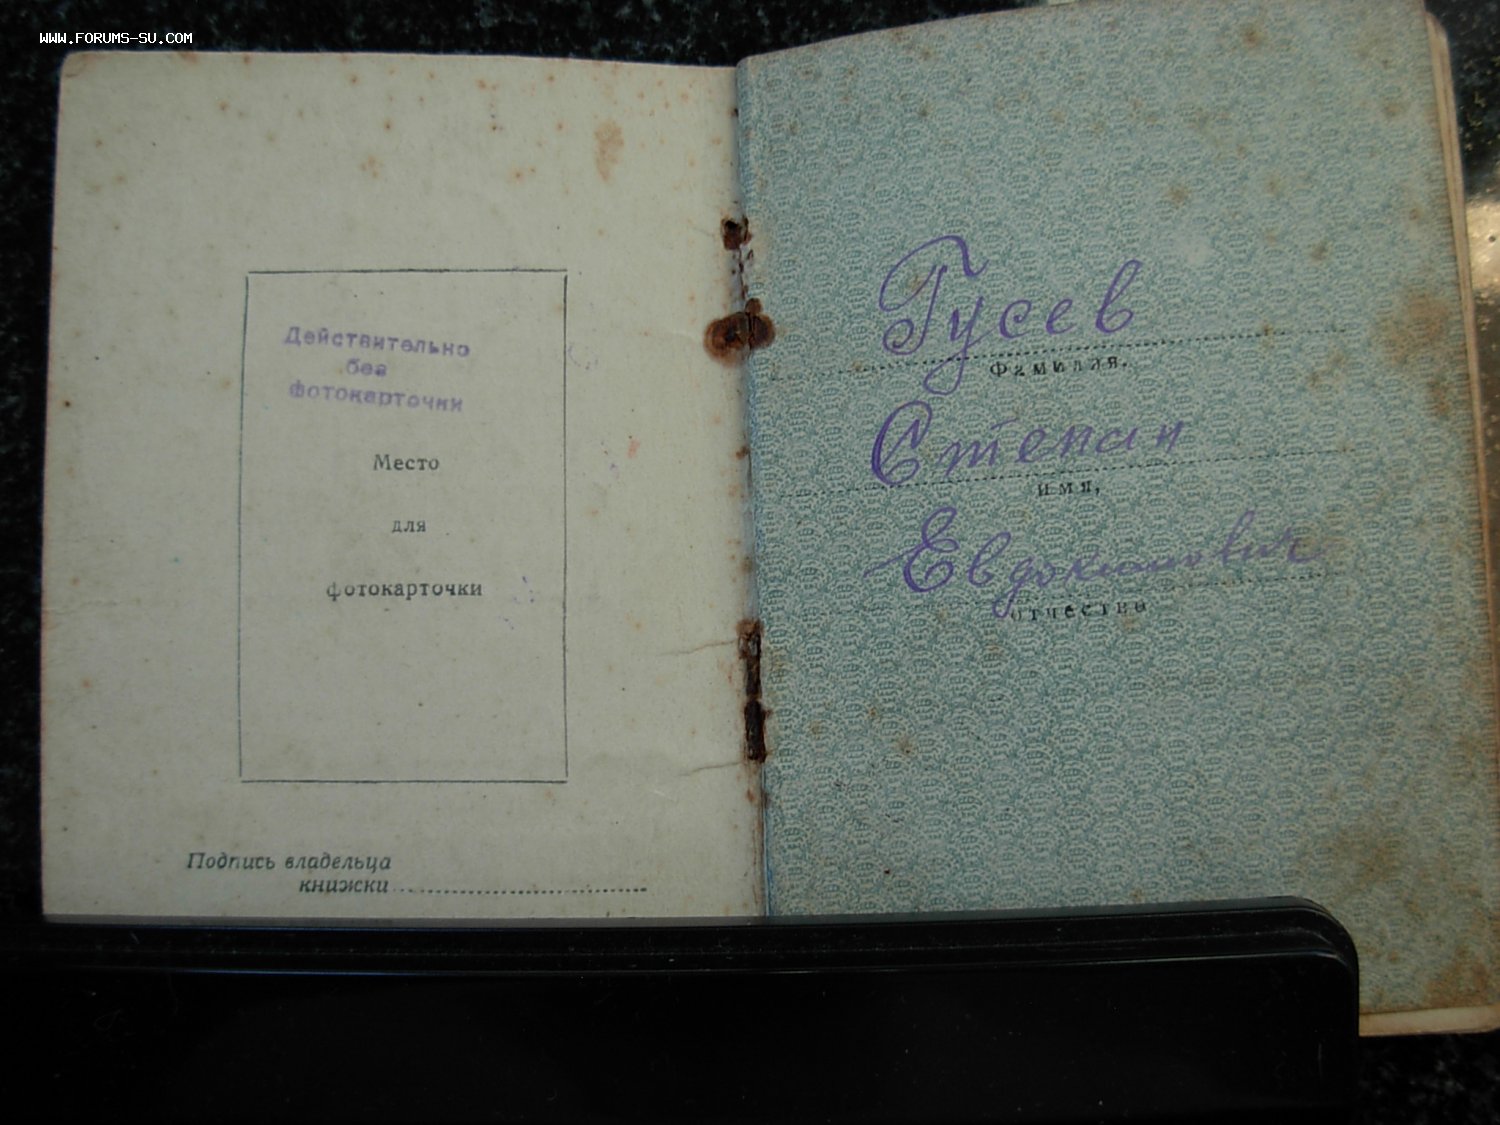 WWW.FORUMS-SU.COM
Действительно
без
фотокарточки
Место
для
фотокарточки
Подпись владельца
книжки
Гусев
Фамилия.
Степан
имя,
Евдокимович
отчество